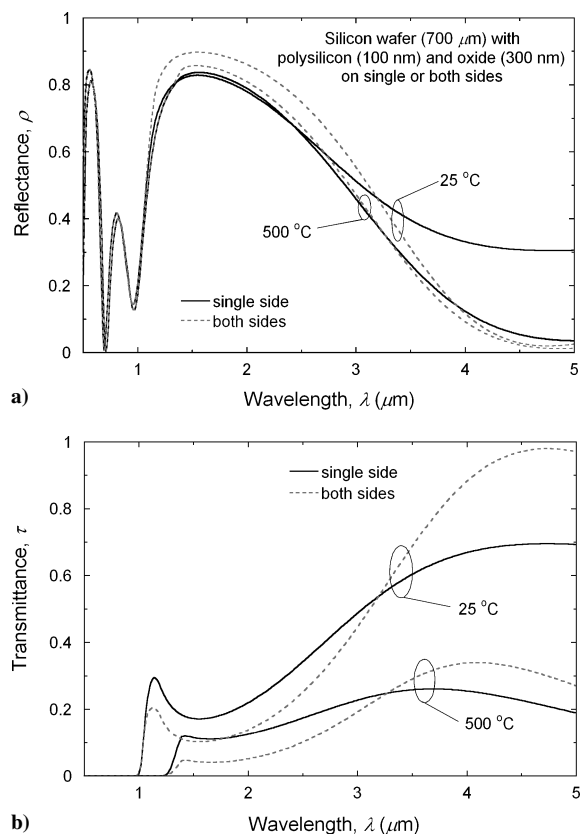 1
Silicon wafer (700 μm) with
polysilicon (100 nm) and oxide (300 nm)
on single or both sides
0.8
0.6
0.4
0.2
0
Reflectance, ρ
25 °C
500 °C
single side
both sides
1 2 3 4 5
Wavelength, λ (μm)
a)
1
0.8
0.6
0.4
0.2
0
Transmittance, τ
single side
both sides
25 °C
500 °C
1 2 3 4 5
Wavelength, λ (μm)
b)